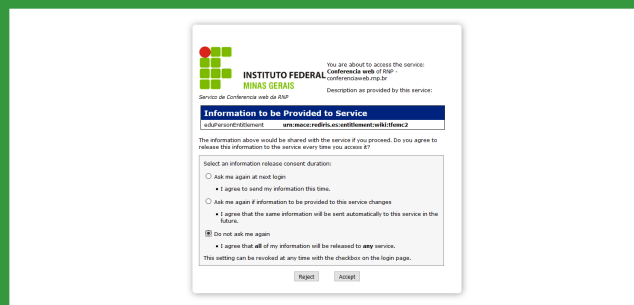 INSTITUTO FEDERAL
MINAS GERAIS
Servico de Conferencia web da RNP
You are about to access the service:
Conferencia web of RNP -
conferenciaweb.rnp.br
Description as provided by this service:
Information to be Provided to Service
eduPersonEntitlement urn:mace:rediris.es:entitlement:wiki:tfemc2
The information above would be shared with the service if you proceed. Do you agree to
release this information to the service every time you access it?
Select an information release consent duration:
Ask me again at next login
• I agree to send my information this time.
Ask me again if information to be provided to this service changes
• I agree that the same information will be sent automatically to this service in the
future.
Do not ask me again
• I agree that all of my information will be released to any service.
This setting can be revoked at any time with the checkbox on the login page.
Reject Accept